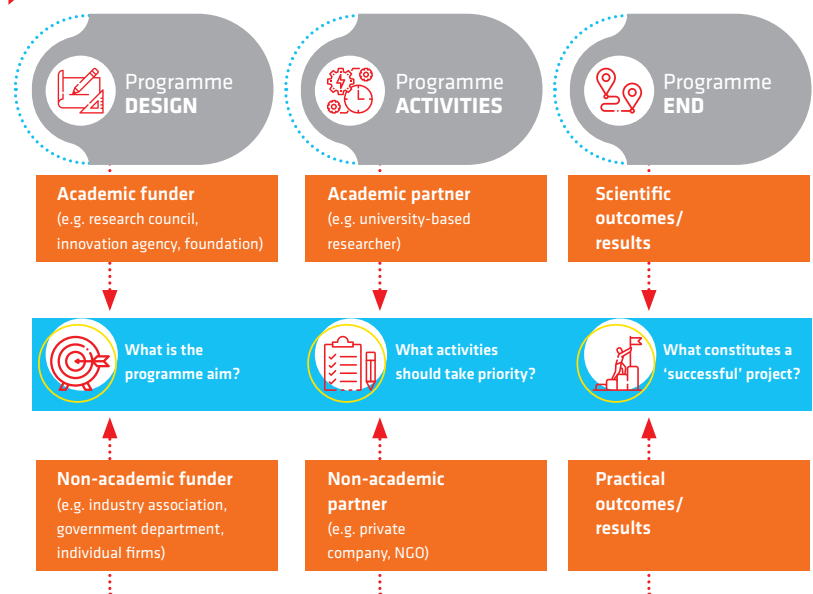 Programme
DESIGN
Programme
ACTIVITIES
Programme
END
Academic funder
(e.g. research council,
innovation agency, foundation)
Academic partner
(e.g. university-based
researcher)
Scientific
outcomes/
results
What is the
programme aim?
What activities
should take priority?
What constitutes a
‘successful’ project?
Non-academic funder
(e.g. industry association,
government department,
individual firms)
Non-academic
partner
(e.g. private
company, NGO)
Practical
outcomes/
results